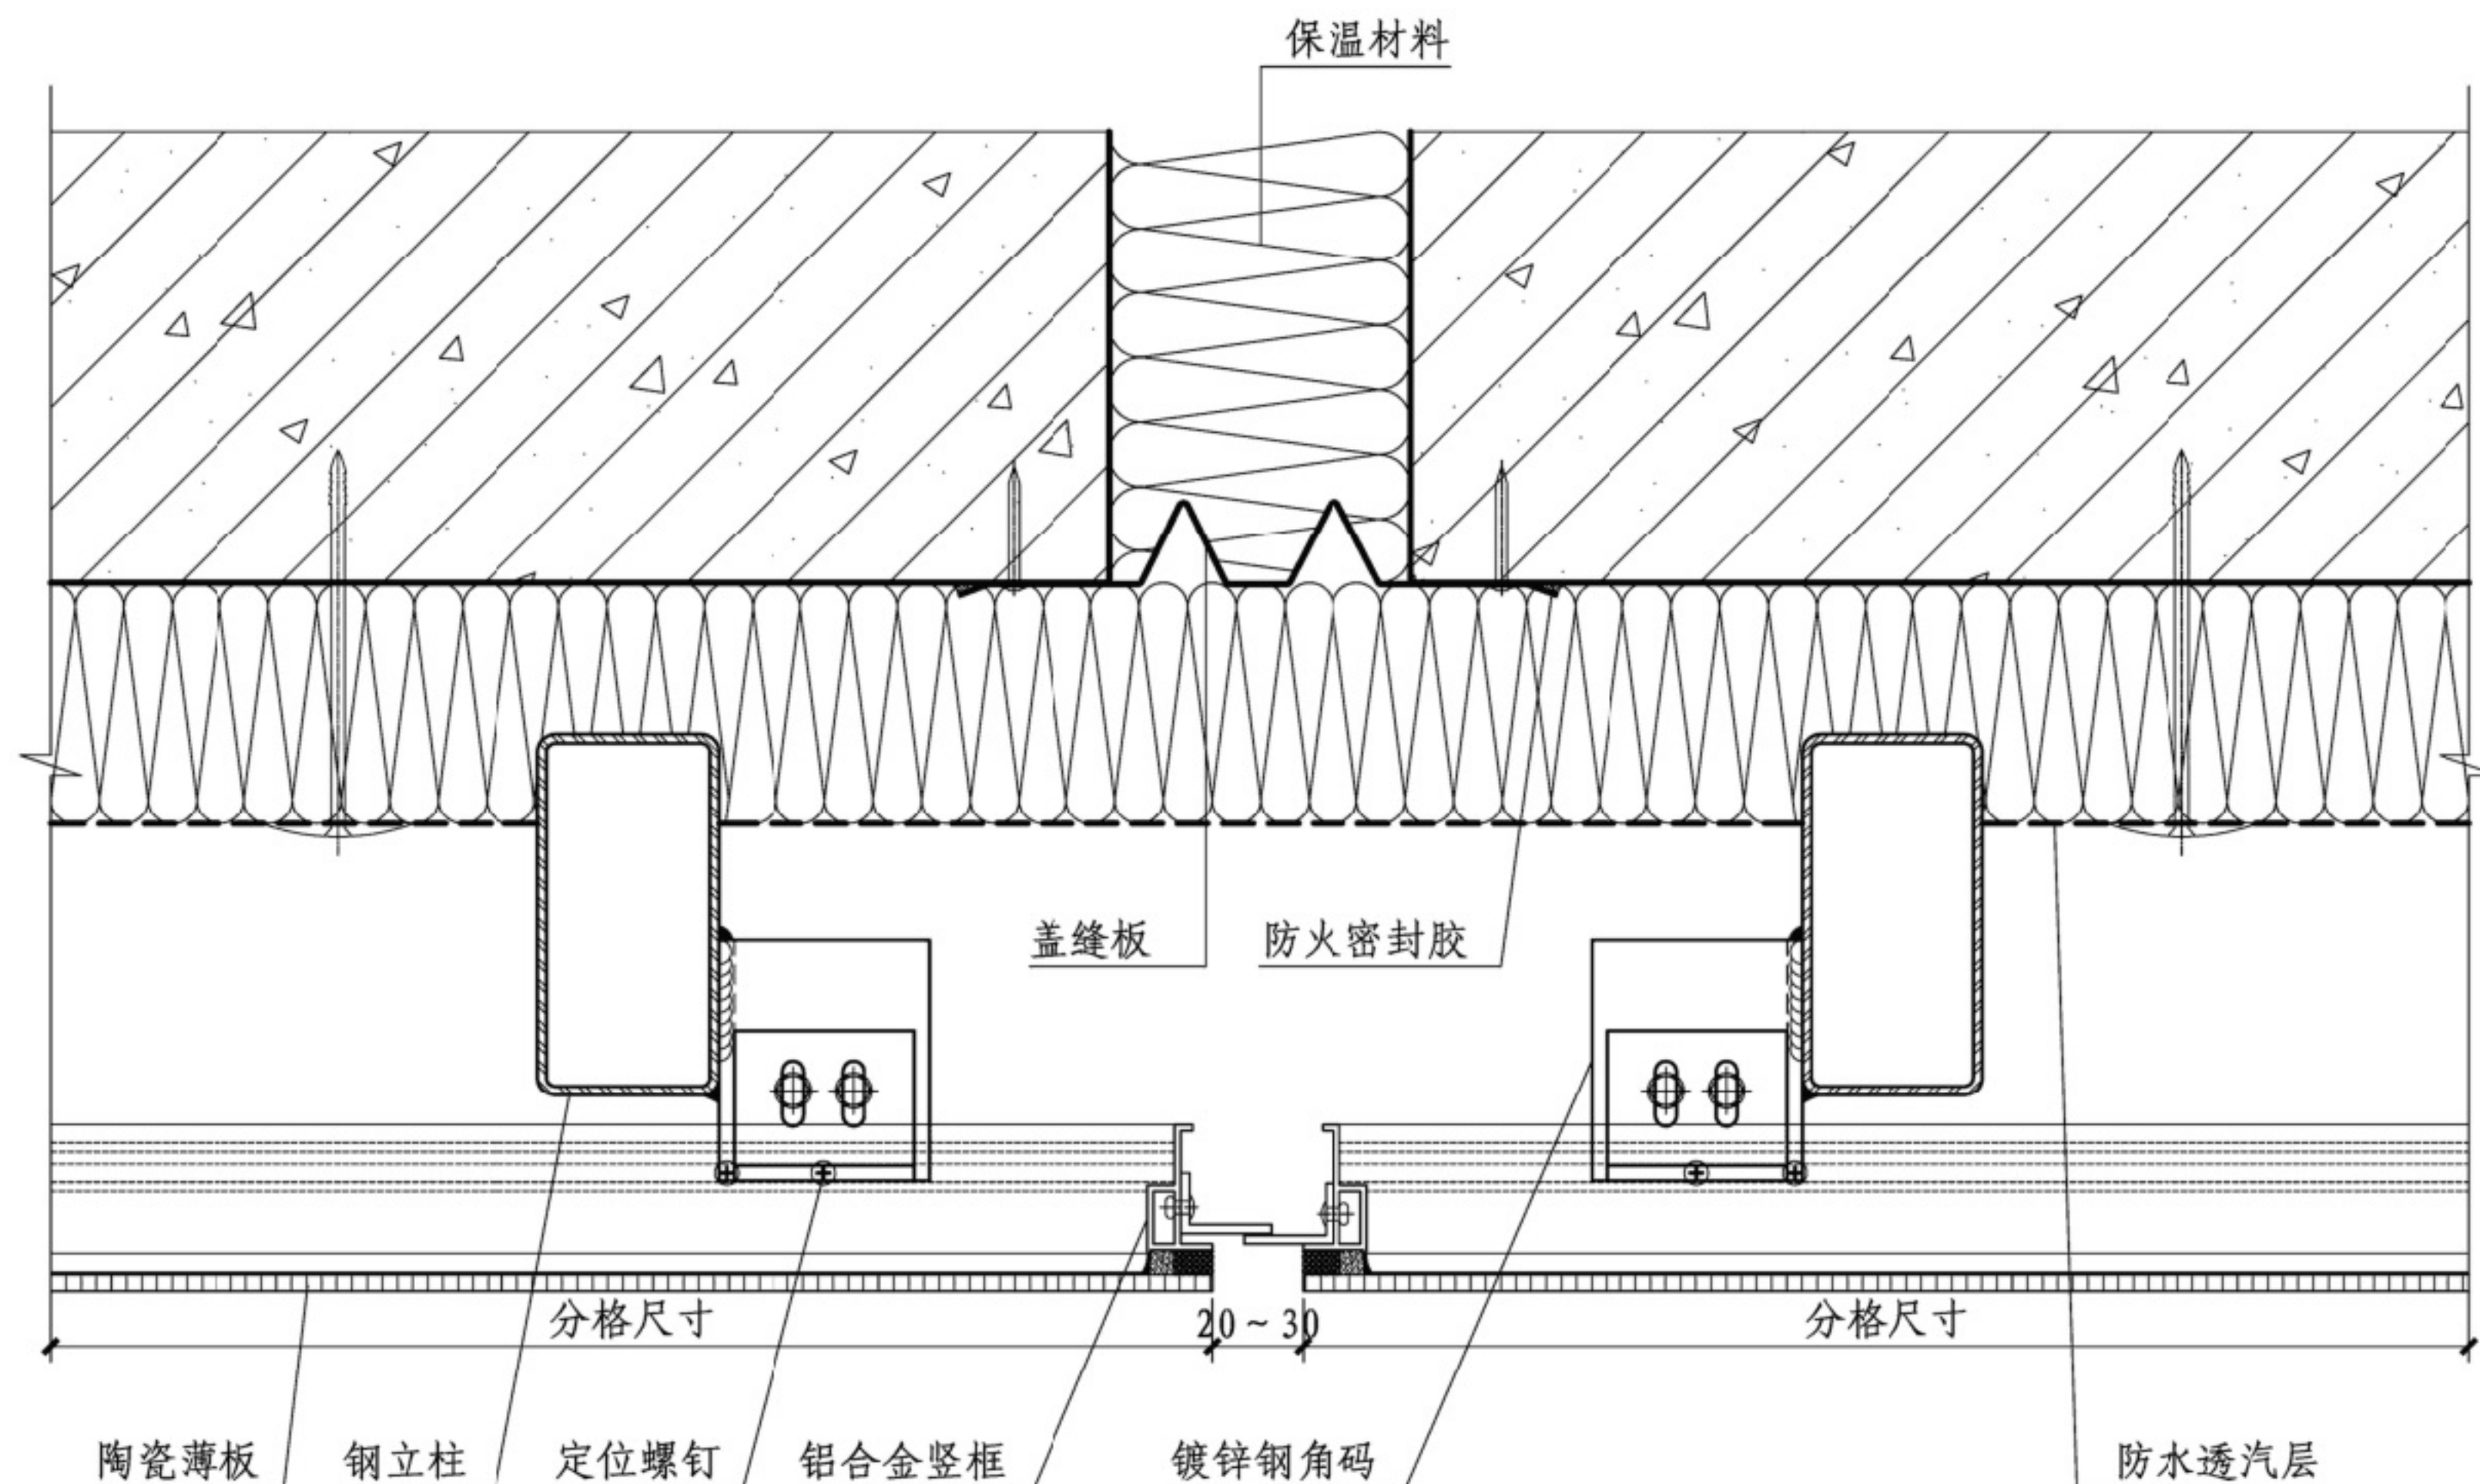 保温材料
盖缝板
防火密封胶
分格尺寸
20~30
分格尺寸
陶瓷薄板
钢立柱
定位螺钉
铝合金竖框
镀锌钢角码
防水透汽层